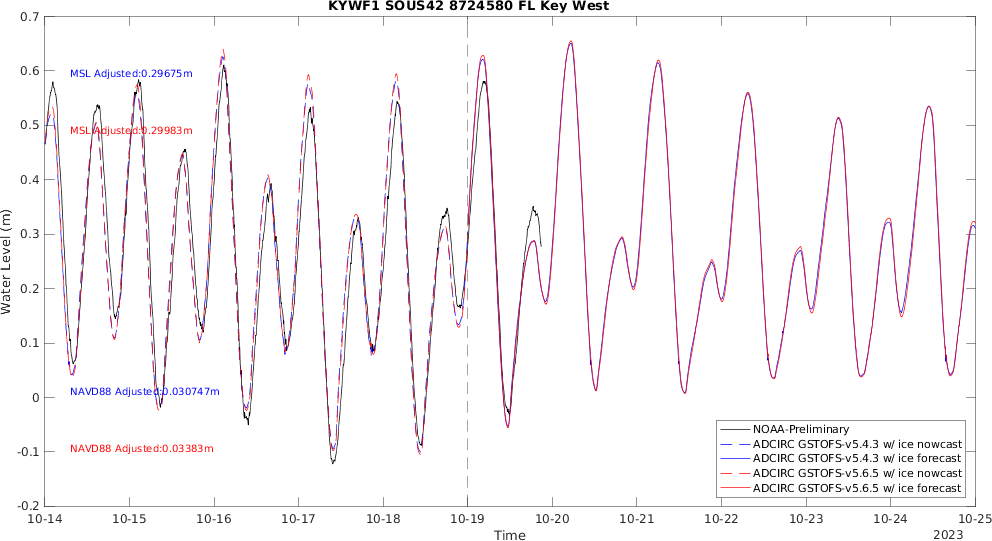 KYWF1 SOUS42 8724580 FL Key West
0.7
0.6
0.5
0.4
0.3
0.2
0.1
0
-0.1
-0.2
Water Level (m)
MSL Adjusted:0.29675m
MSL Adjusted:0.29983m
NAVD88 Adjusted:0.030747m
NAVD88 Adjusted:0.03383m
NOAA-Preliminary
ADCIRC GSTOFS-v5.4.3 w/ ice nowcast
ADCIRC GSTOFS-v5.4.3 w/ ice forecast
ADCIRC GSTOFS-v5.6.5 w/ ice nowcast
ADCIRC GSTOFS-v5.6.5 w/ ice forecast
10-14 10-15 10-16 10-17 10-18 10-19 10-20 10-21 10-22 10-23 10-24 10-25
Time
2023